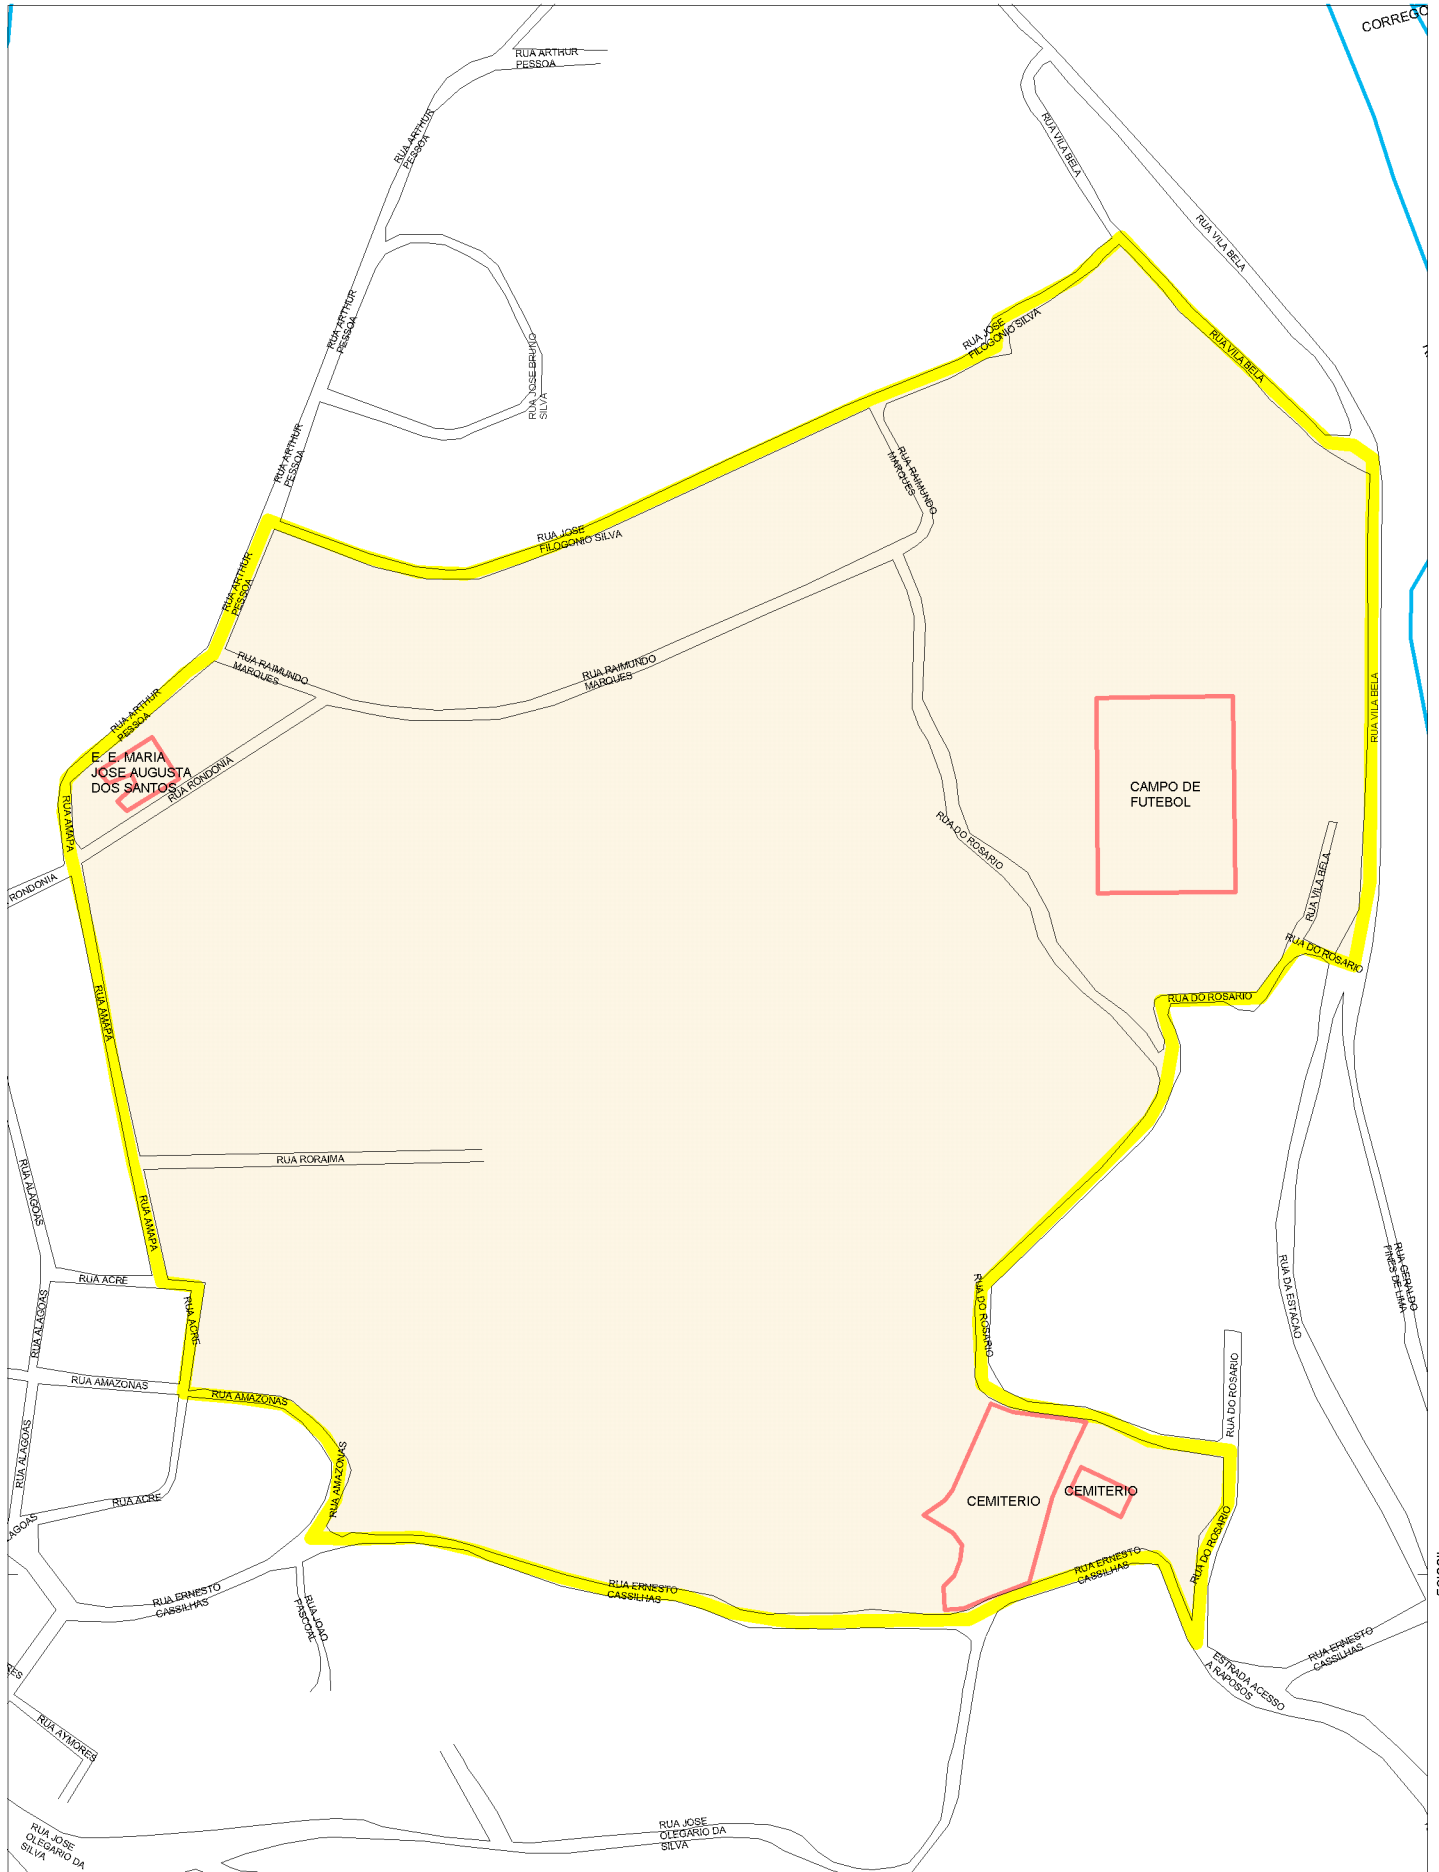 CORREGO
RUA ARTHUR
PESSOA
RUA ARTHUR
PESSOA
RUA VILA BELA
RUA VILA BELA
RUA ARTHUR
PESSOA
RUA JOSE BRUNO
SILVA
RUA JOSE
FILOGONIO SILVA
RUA VILA BELA
RUA ARTHUR
PESSOA
RUA RAIMUNDO
MARQUES
RUA JOSE
FILOGONIO SILVA
RUA ARTHUR
PESSOA
RUA RAIMUNDO
MARQUES
RUA RAIMUNDO
MARQUES
RUA ARTHUR
PESSOA
RUA VILA BELA
E. E. MARIA
JOSE AUGUSTA
DOS SANTOS
RUA RONDONIA
CAMPO DE
FUTEBOL
RUA AMAPA
RUA DO ROSARIO
RUA VILA BELA
RONDONIA
RUA DO ROSARIO
RUA DO ROSARIO
RUA AMAPA
RUA RORAIMA
RUA ALAGOAS
RUA AMAPA
RUA ACRE
RUA ACRE
RUA ALAGOAS
RUA DO ROSARIO
RUA DA ESTACAO
RUA GERALDO
PINES DE LIMA
RUA AMAZONAS
RUA AMAZONAS
RUA DO ROSARIO
RUA ALAGOAS
RUA AMAZONAS
RUA ACRE
CEMITERIO
CEMITERIO
AGOAS
RUA DO ROSARIO
RUA ERNESTO
CASSILHAS
RUA ERNESTO
CASSILHAS
RUA ERNESTO
CASSILHAS
RUA JOAO
PASCOAL
RUA ERNESTO
CASSILHAS
ESTRADA ACESSO
A RAPOSOS
RES
RUA AYMORES
RUA JOSE
OLEGARIO DA
SILVA
RUA JOSE
OLEGARIO DA
SILVA